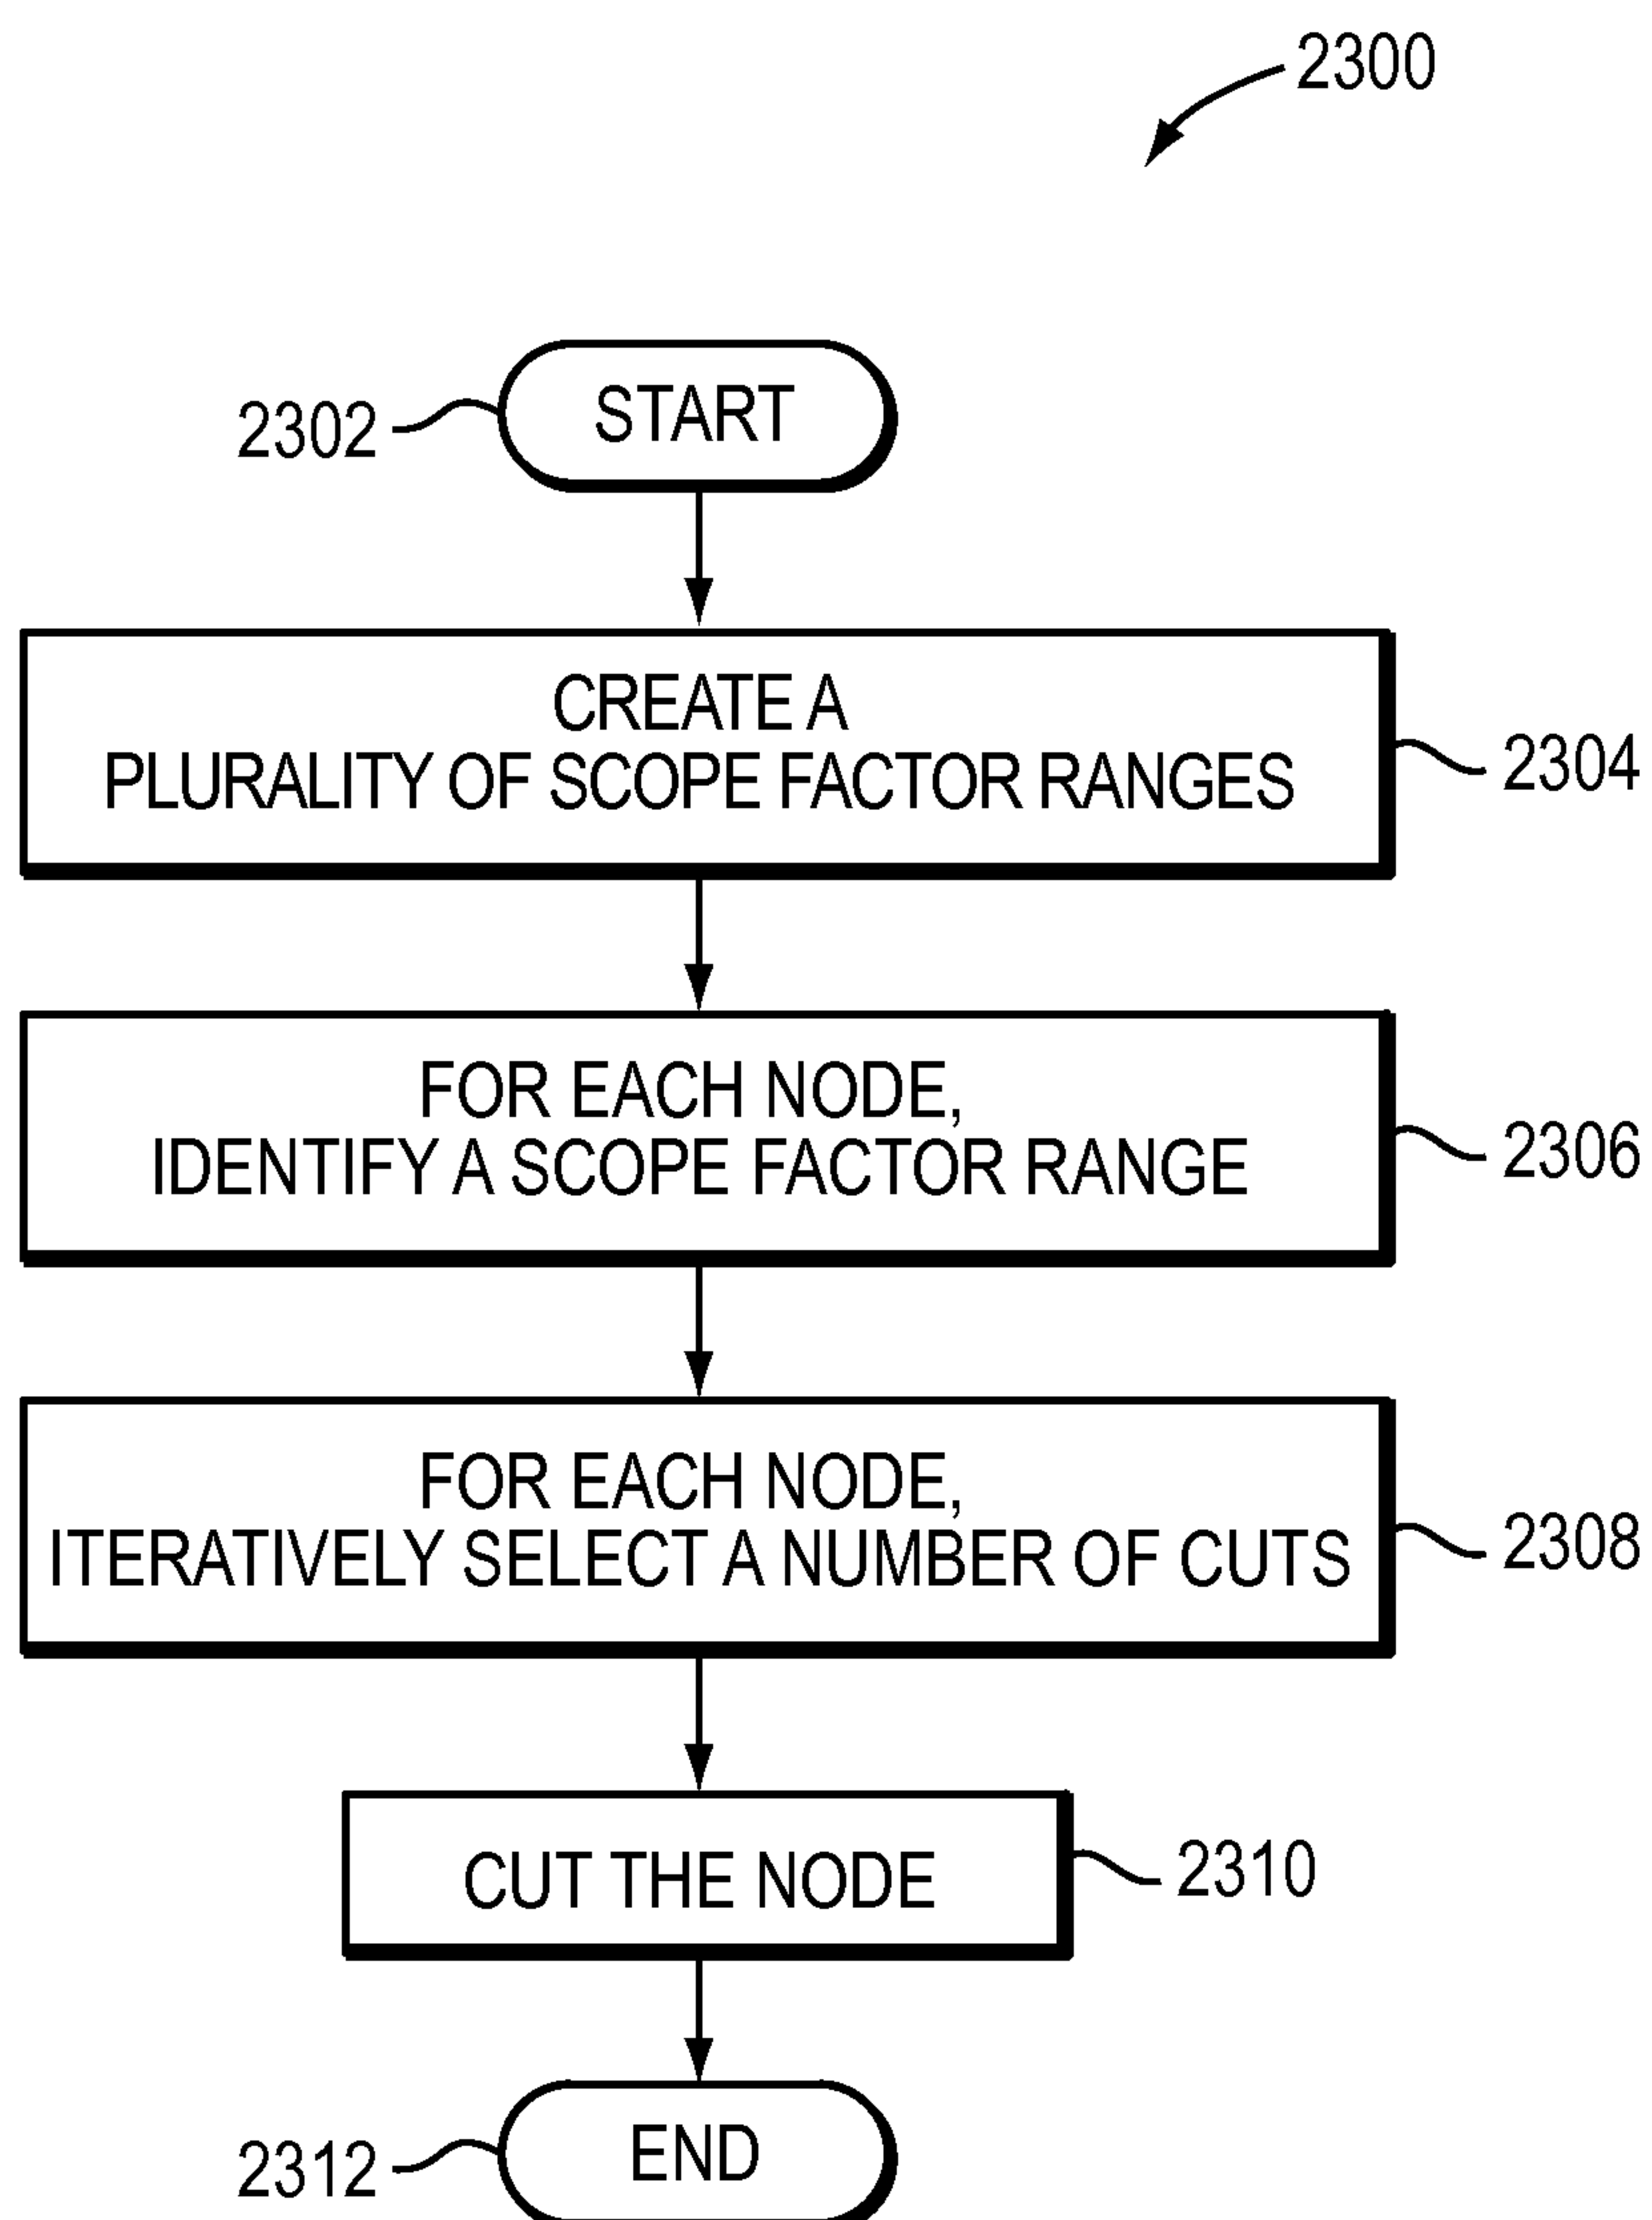 2300
START
2302
CREATE A
PLURALITY OF SCOPE FACTOR RANGES
2304
FOR EACH NODE,
IDENTIFY A SCOPE FACTOR RANGE
2306
FOR EACH NODE,
ITERATIVELY SELECT A NUMBER OF CUTS
2308
CUT THE NODE
2310
END
2312